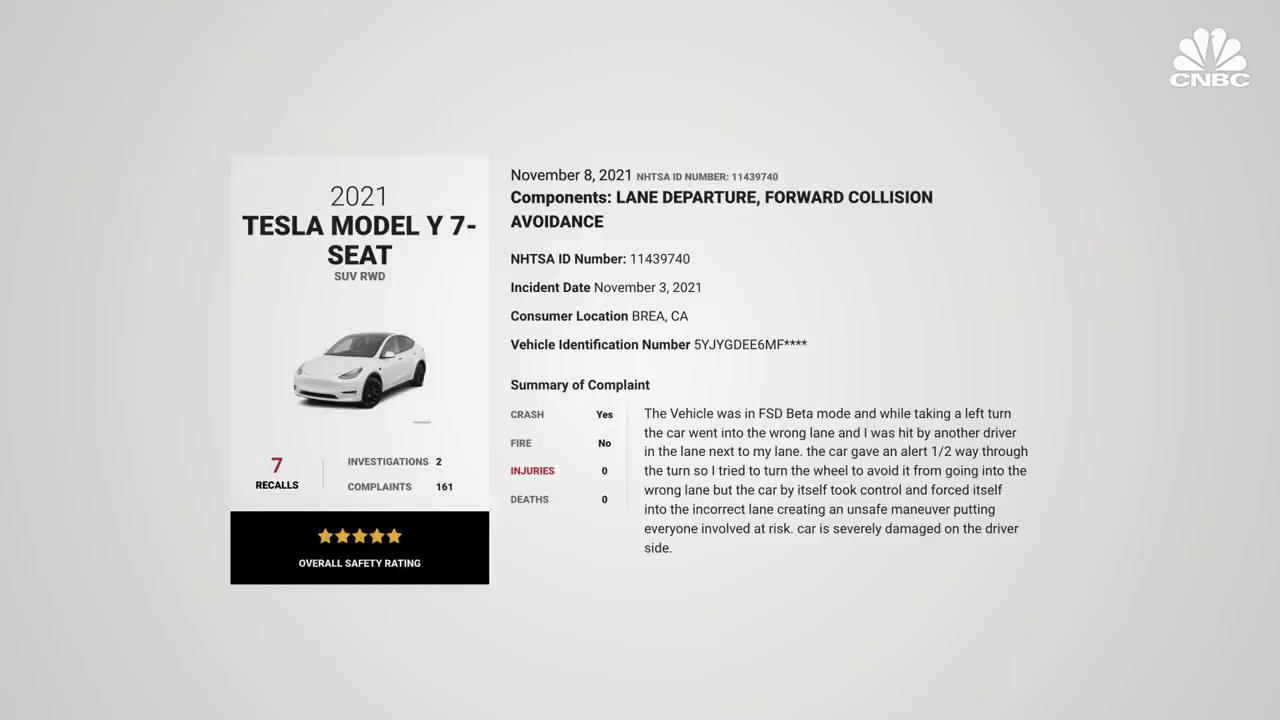 CNBC
2021
TESLA MODEL Y 7-
SEAT
SUV RWD
7
RECALLS
INVESTIGATIONS 2
COMPLAINTS 161
OVERALL SAFETY RATING
November 8, 2021 NHTSA ID NUMBER: 11439740
Components: LANE DEPARTURE, FORWARD COLLISION
AVOIDANCE
NHTSA ID Number: 11439740
Incident Date November 3, 2021
Consumer Location BREA, CA
Vehicle Identification Number 5YJYGDEE6MF****
Summary of Complaint
CRASH Yes
FIRE No
INJURIES 0
DEATHS 0
The Vehicle was in FSD Beta mode and while taking a left turn
the car went into the wrong lane and I was hit by another driver
in the lane next to my lane. the car gave an alert 1/2 way through
the turn so I tried to turn the wheel to avoid it from going into the
wrong lane but the car by itself took control and forced itself
into the incorrect lane creating an unsafe maneuver putting
everyone involved at risk. car is severely damaged on the driver
side.